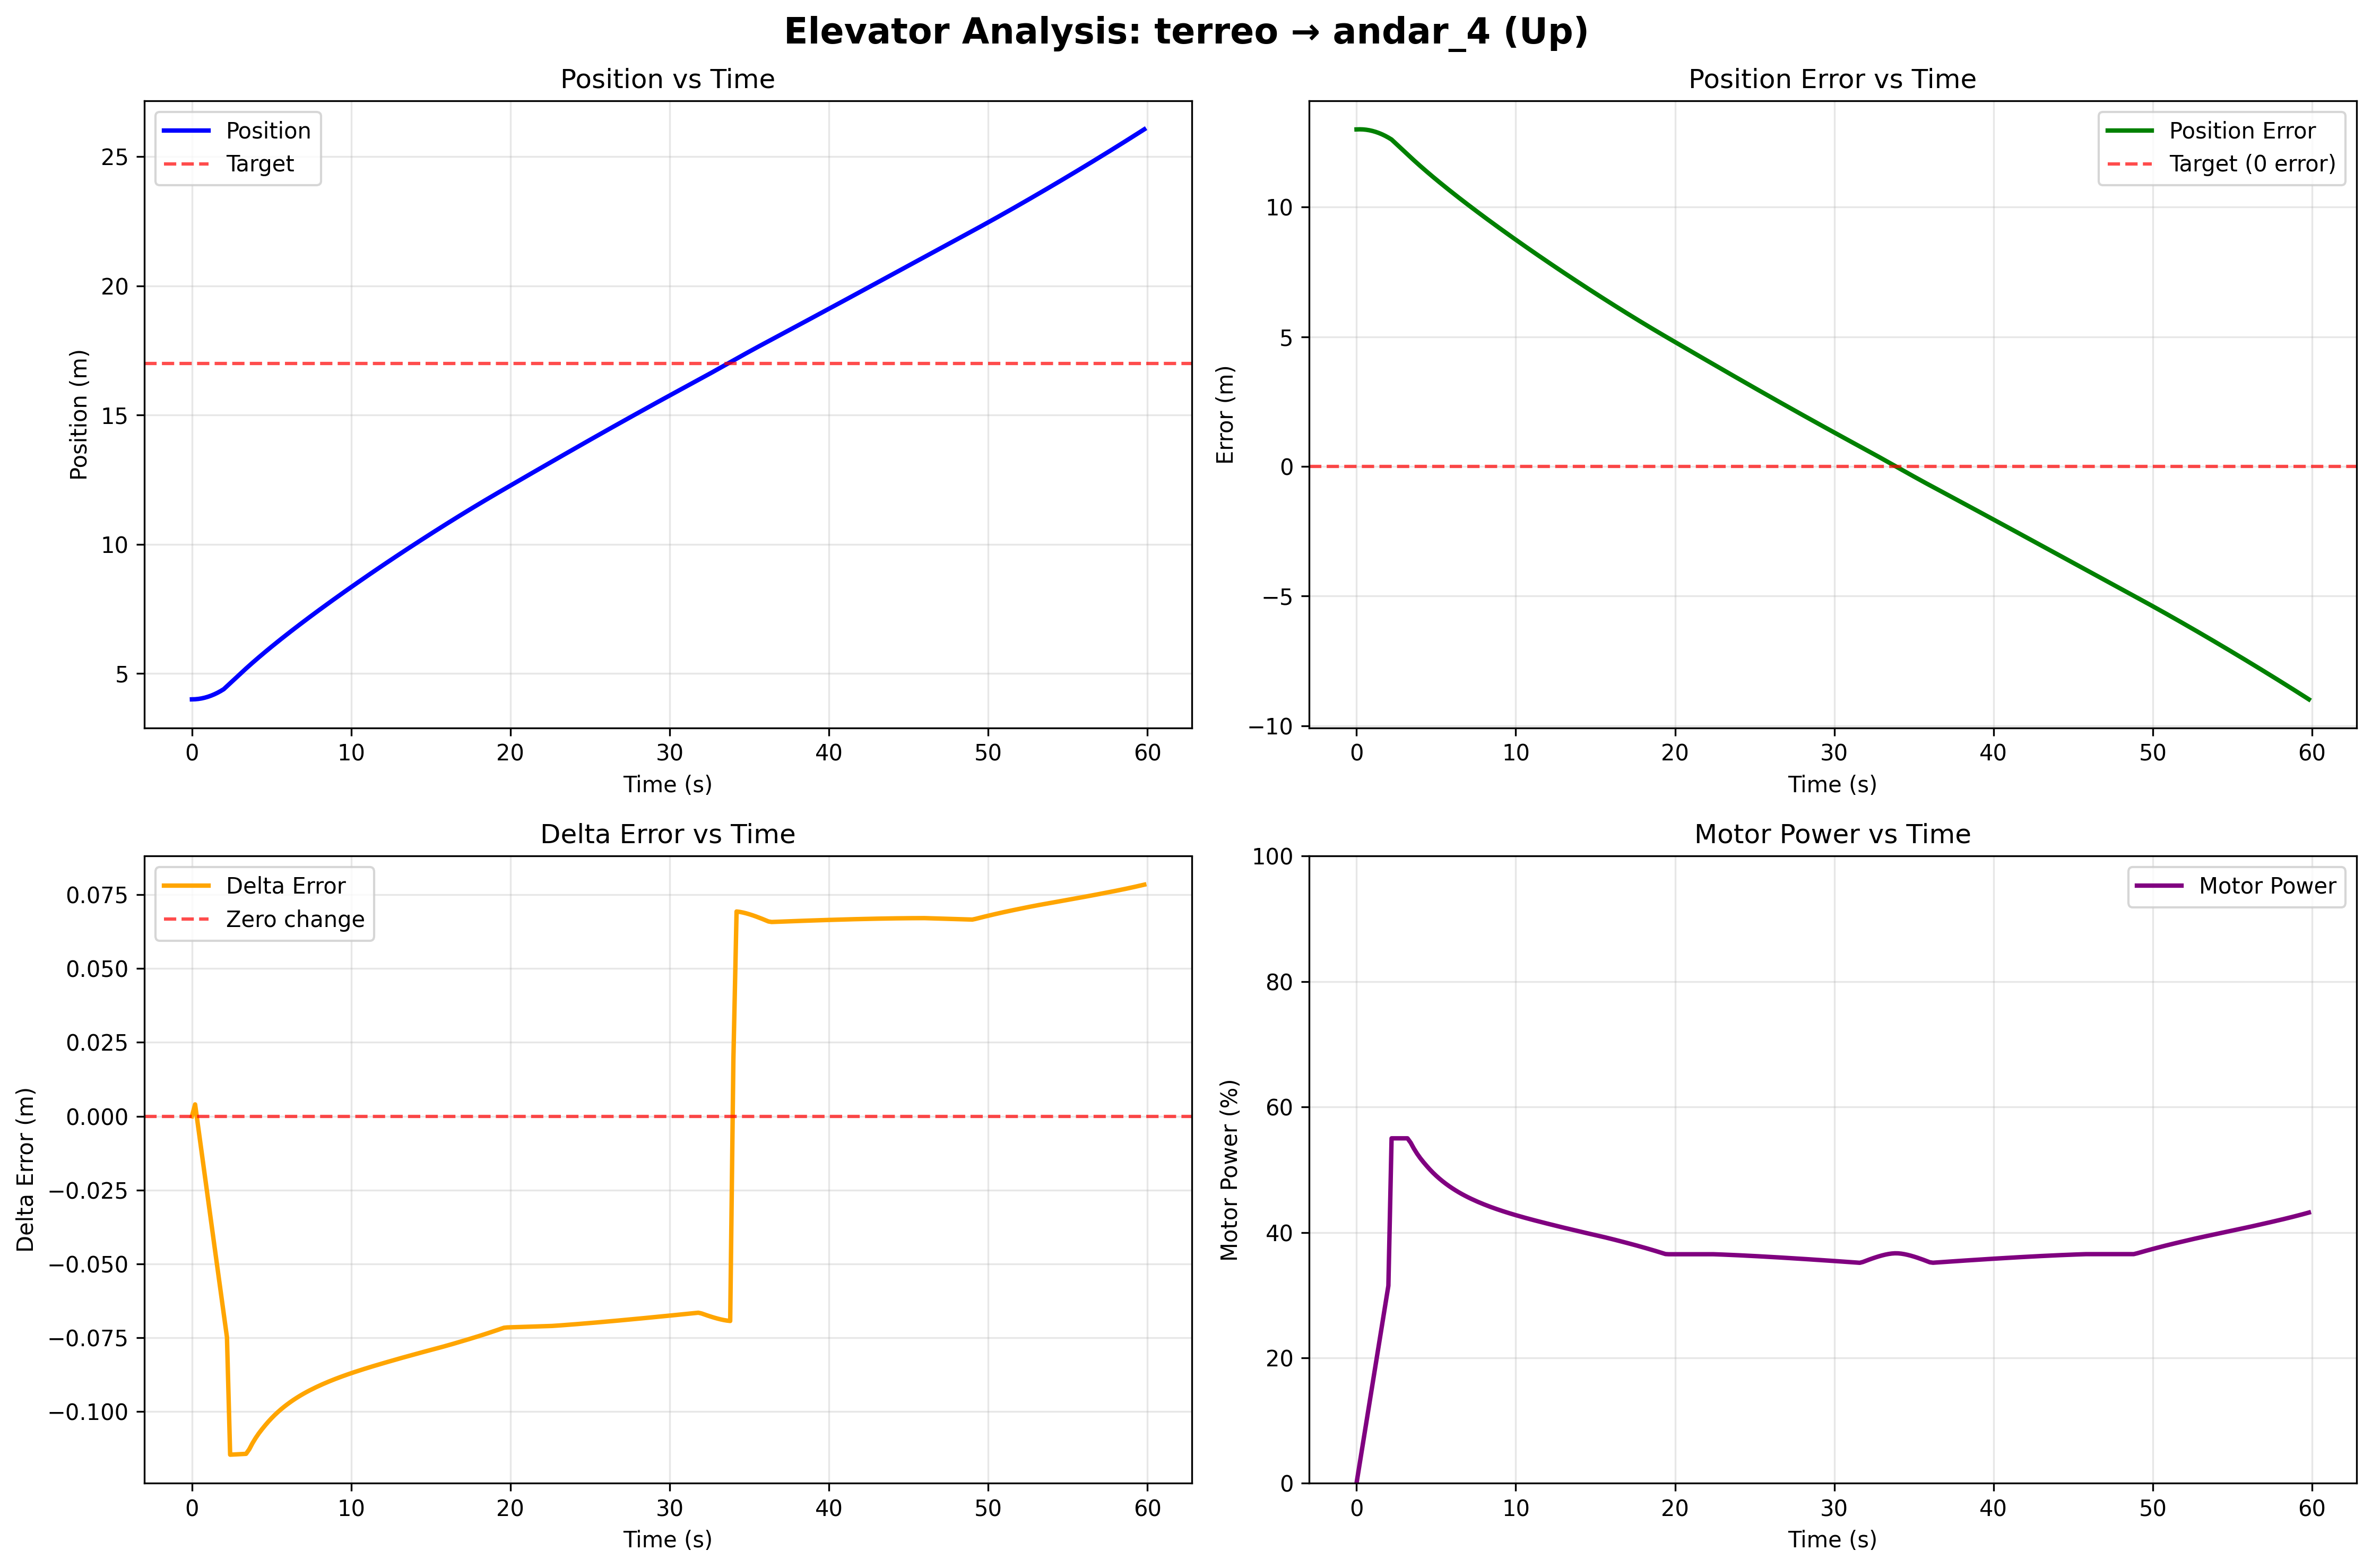 Elevator Analysis: terreo → andar_4 (Up)
Position vs Time
Position
Target
25
20
15
10
5
Position (m)
0 10 20 30 40 50 60
Time (s)
Position Error vs Time
Position Error
Target (0 error)
10
5
0
−5
−10
Error (m)
0 10 20 30 40 50 60
Time (s)
Delta Error vs Time
Delta Error
Zero change
0.075
0.050
0.025
0.000
−0.025
−0.050
−0.075
−0.100
Delta Error (m)
0 10 20 30 40 50 60
Time (s)
Motor Power vs Time
Motor Power
100
80
60
40
20
0
Motor Power (%)
0 10 20 30 40 50 60
Time (s)